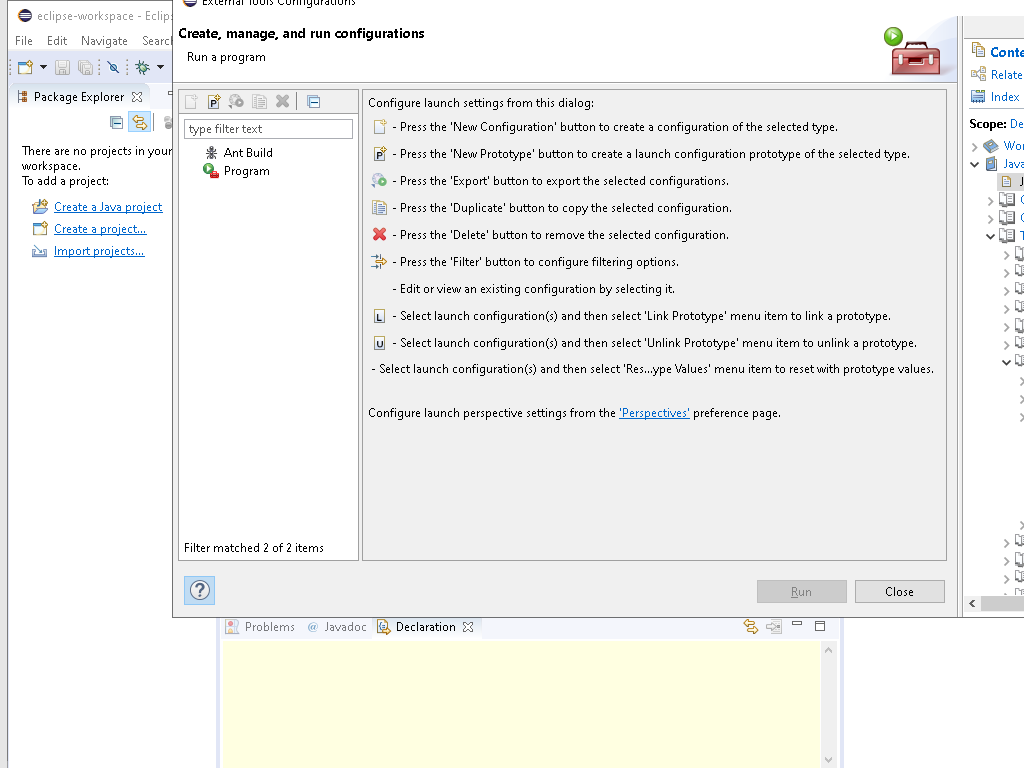 External Tools Configurations
eclipse-workspace - Eclips
File Edit Navigate Search
Create, manage, and run configurations
Run a program
Package Explorer
There are no projects in your
workspace.
To add a project:
Create a Java project
Create a project...
Import projects...
type filter text
Ant Build
Program
Filter matched 2 of 2 items
Configure launch settings from this dialog:
- Press the 'New Configuration' button to create a configuration of the selected type.
- Press the 'New Prototype' button to create a launch configuration prototype of the selected type.
- Press the 'Export' button to export the selected configurations.
- Press the 'Duplicate' button to copy the selected configuration.
- Press the 'Delete' button to remove the selected configuration.
- Press the 'Filter' button to configure filtering options.
- Edit or view an existing configuration by selecting it.
L - Select launch configuration(s) and then select 'Link Prototype' menu item to link a prototype.
U - Select launch configuration(s) and then select 'Unlink Prototype' menu item to unlink a prototype.
- Select launch configuration(s) and then select 'Res...ype Values' menu item to reset with prototype values.
Configure launch perspective settings from the 'Perspectives' preference page.
Run
Close
Conte
Relate
Index
Scope: De
Wor
Java
Problems
@ Javadoc
Declaration